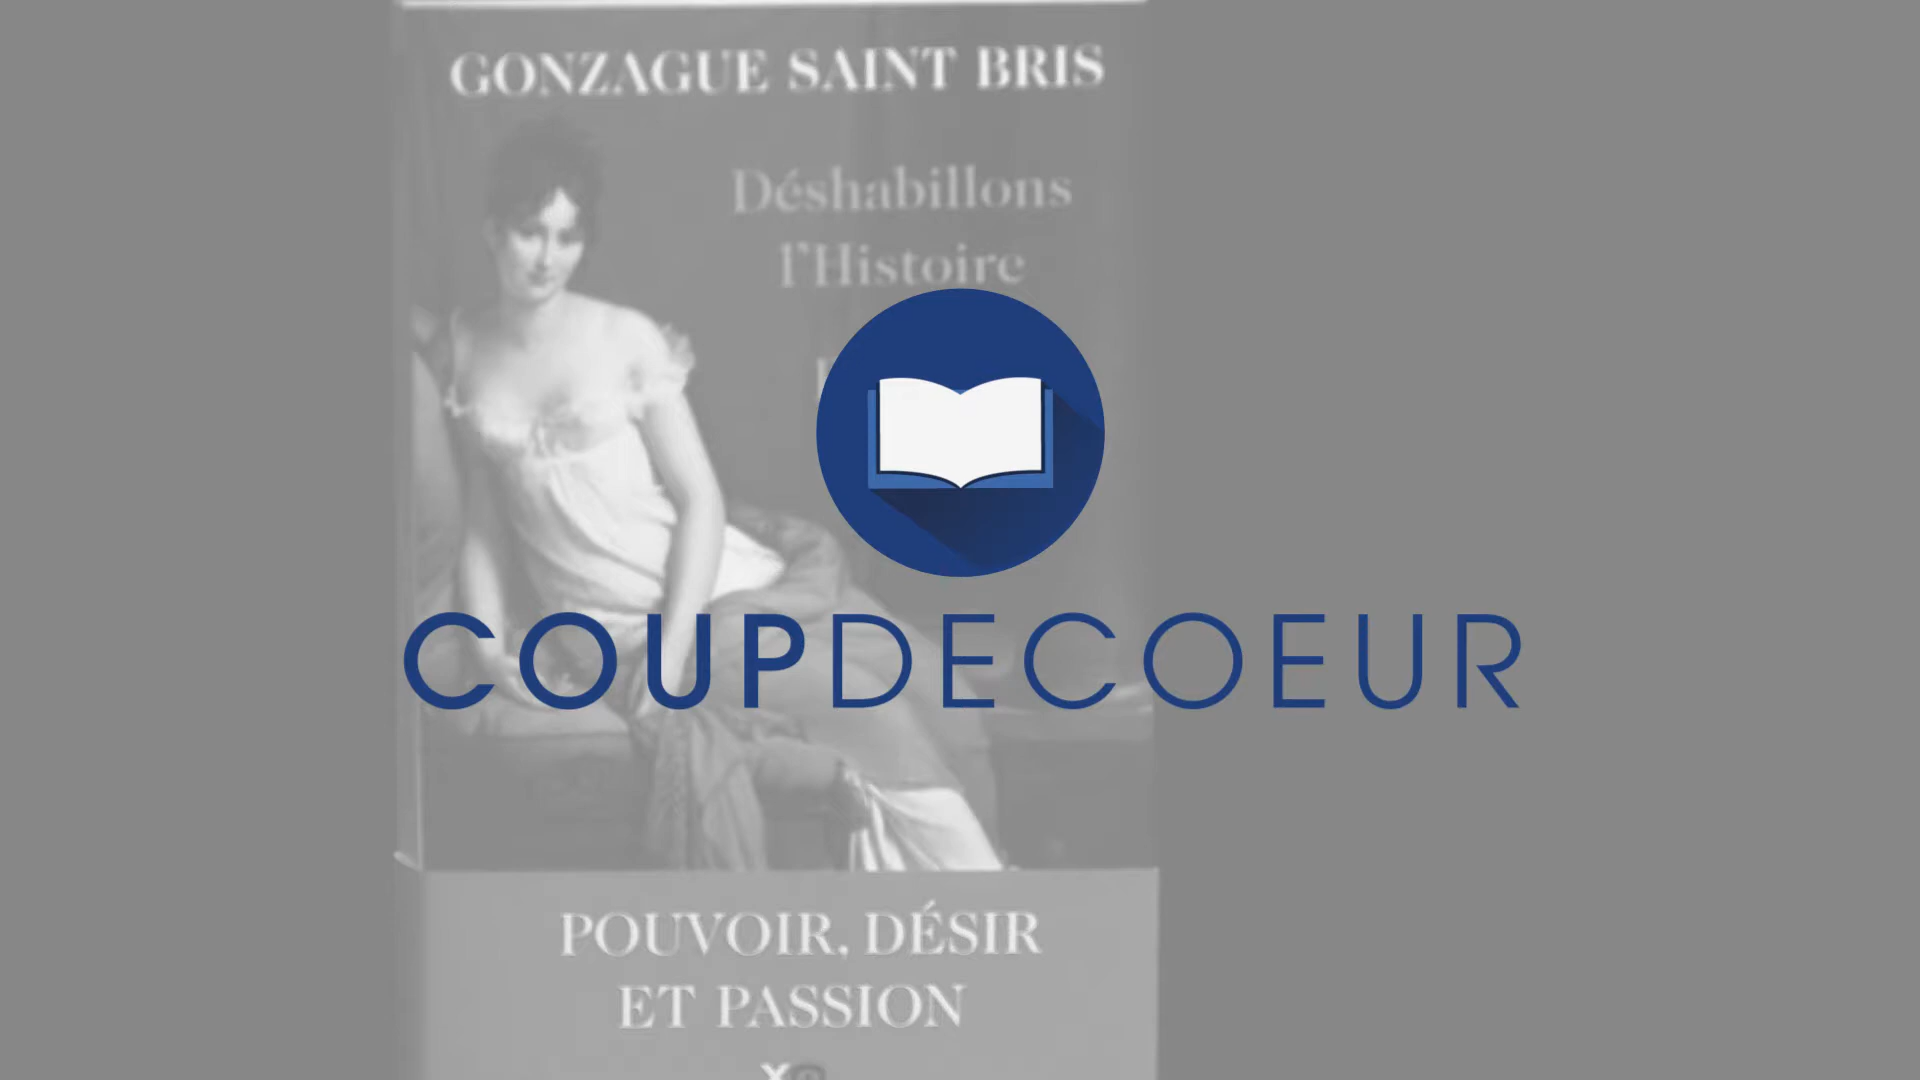 GONZAGUE SAINT BRIS
Déshabillons
l'Histoire
COUPDECOEUR
POUVOIR, DÉSIR
ET PASSION